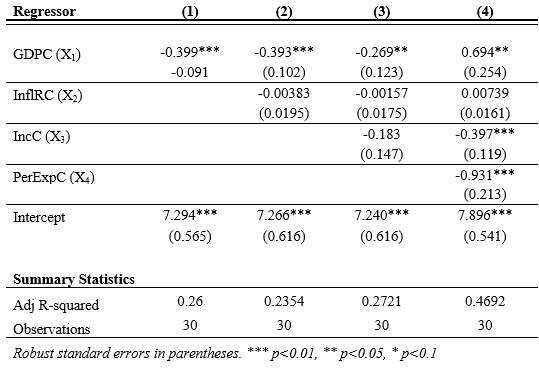 Regressor (1) (2) (3) (4)
GDPC (X₁) -0.399*** -0.393*** -0.269** 0.694**
-0.091 (0.102) (0.123) (0.254)
InflRC (X₂) -0.00383 -0.00157 0.00739
(0.0195) (0.0175) (0.0161)
IncC (X₃) -0.183 -0.397***
(0.147) (0.119)
PerExpC (X₄) -0.931***
(0.213)
Intercept 7.294*** 7.266*** 7.240*** 7.896***
(0.565) (0.616) (0.616) (0.541)
Summary Statistics
Adj R-squared 0.26 0.2354 0.2721 0.4692
Observations 30 30 30 30
Robust standard errors in parentheses. *** p<0.01, ** p<0.05, * p<0.1